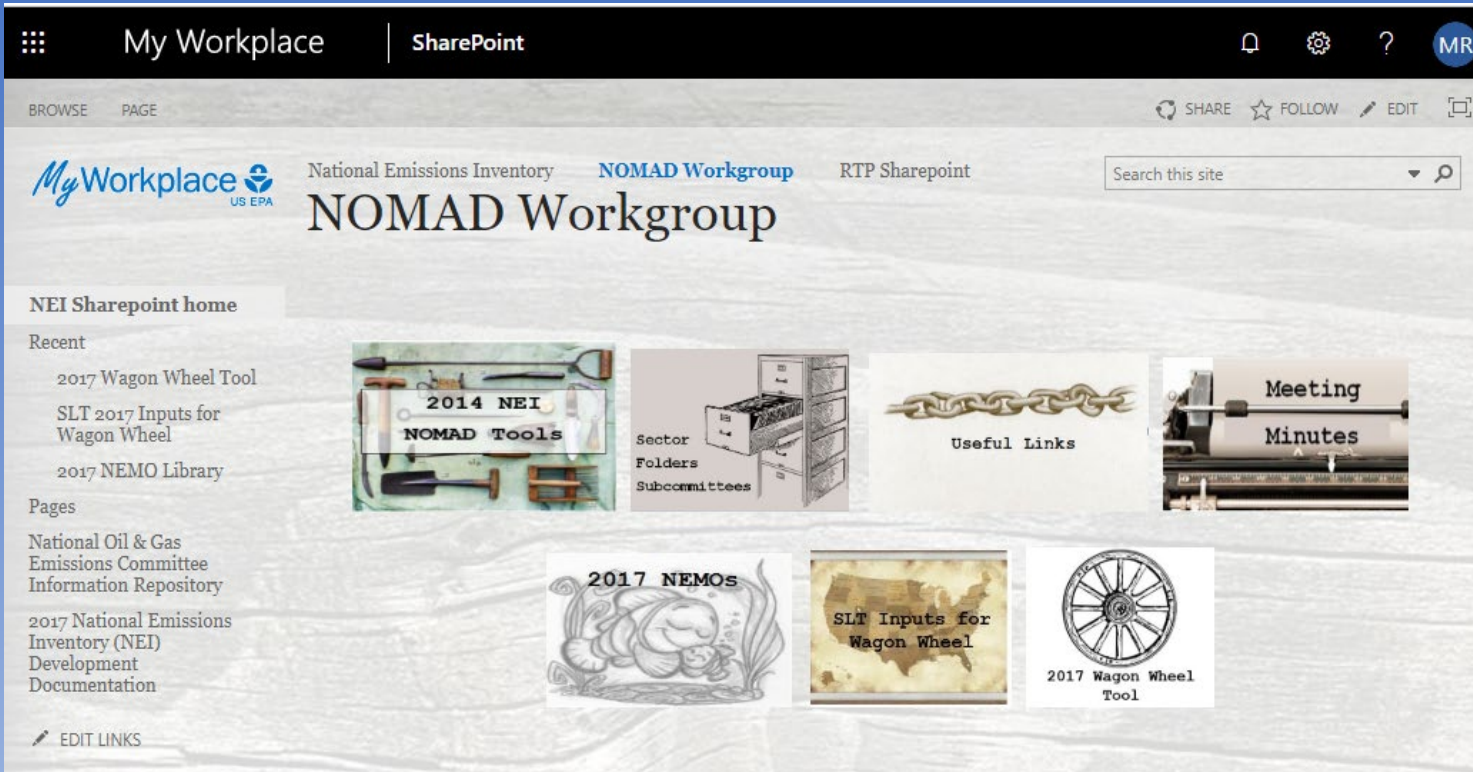 My Workplace SharePoint MR
BROWSE PAGE SHARE FOLLOW EDIT
MyWorkplace
US EPA
National Emissions Inventory NOMAD Workgroup RTP Sharepoint
Search this site
NOMAD Workgroup
NEI Sharepoint home
Recent
2017 Wagon Wheel Tool
SLT 2017 Inputs for
Wagon Wheel
2017 NEMO Library
Pages
National Oil & Gas
Emissions Committee
Information Repository
2017 National Emissions
Inventory (NEI)
Development
Documentation
EDIT LINKS
2014 NEI
NOMAD Tools
Sector
Folders
Subcommittees
Useful Links
Meeting
Minutes
2017 NEMOs
SLT Inputs for
Wagon Wheel
2017 Wagon Wheel
Tool